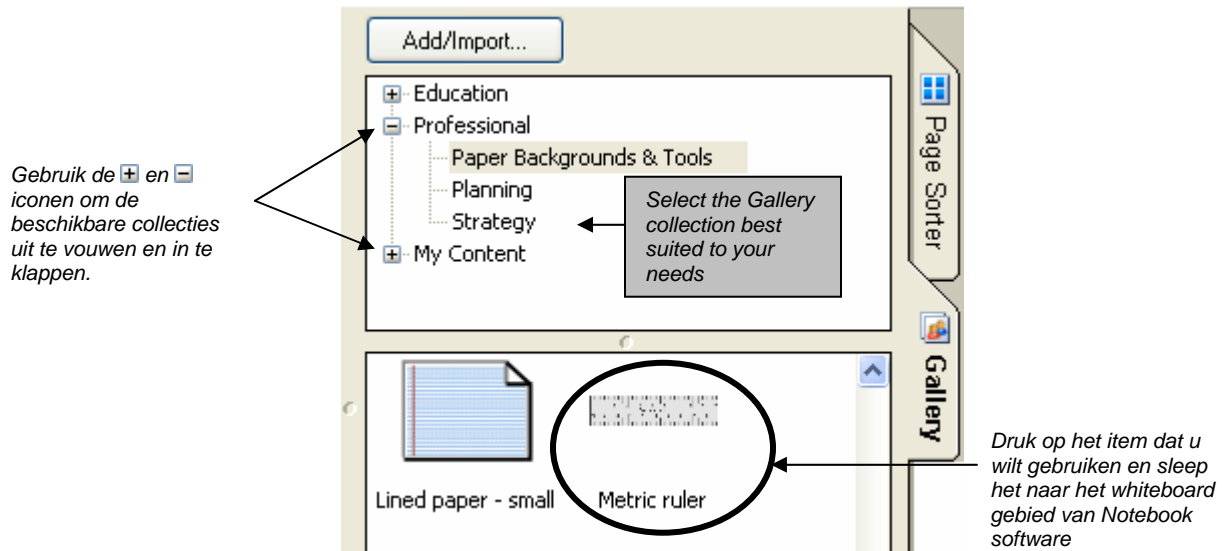 Add/Import...
Education
Professional
Paper Backgrounds & Tools
Planning
Strategy
My Content
Page Sorter
Gallery
Gebruik de + en −
iconen om de
beschikbare collecties
uit te vouwen en in te
klappen.
Select the Gallery
collection best
suited to your
needs
Lined paper - small
Metric ruler
Druk op het item dat u
wilt gebruiken en sleep
het naar het whiteboard
gebied van Notebook
software